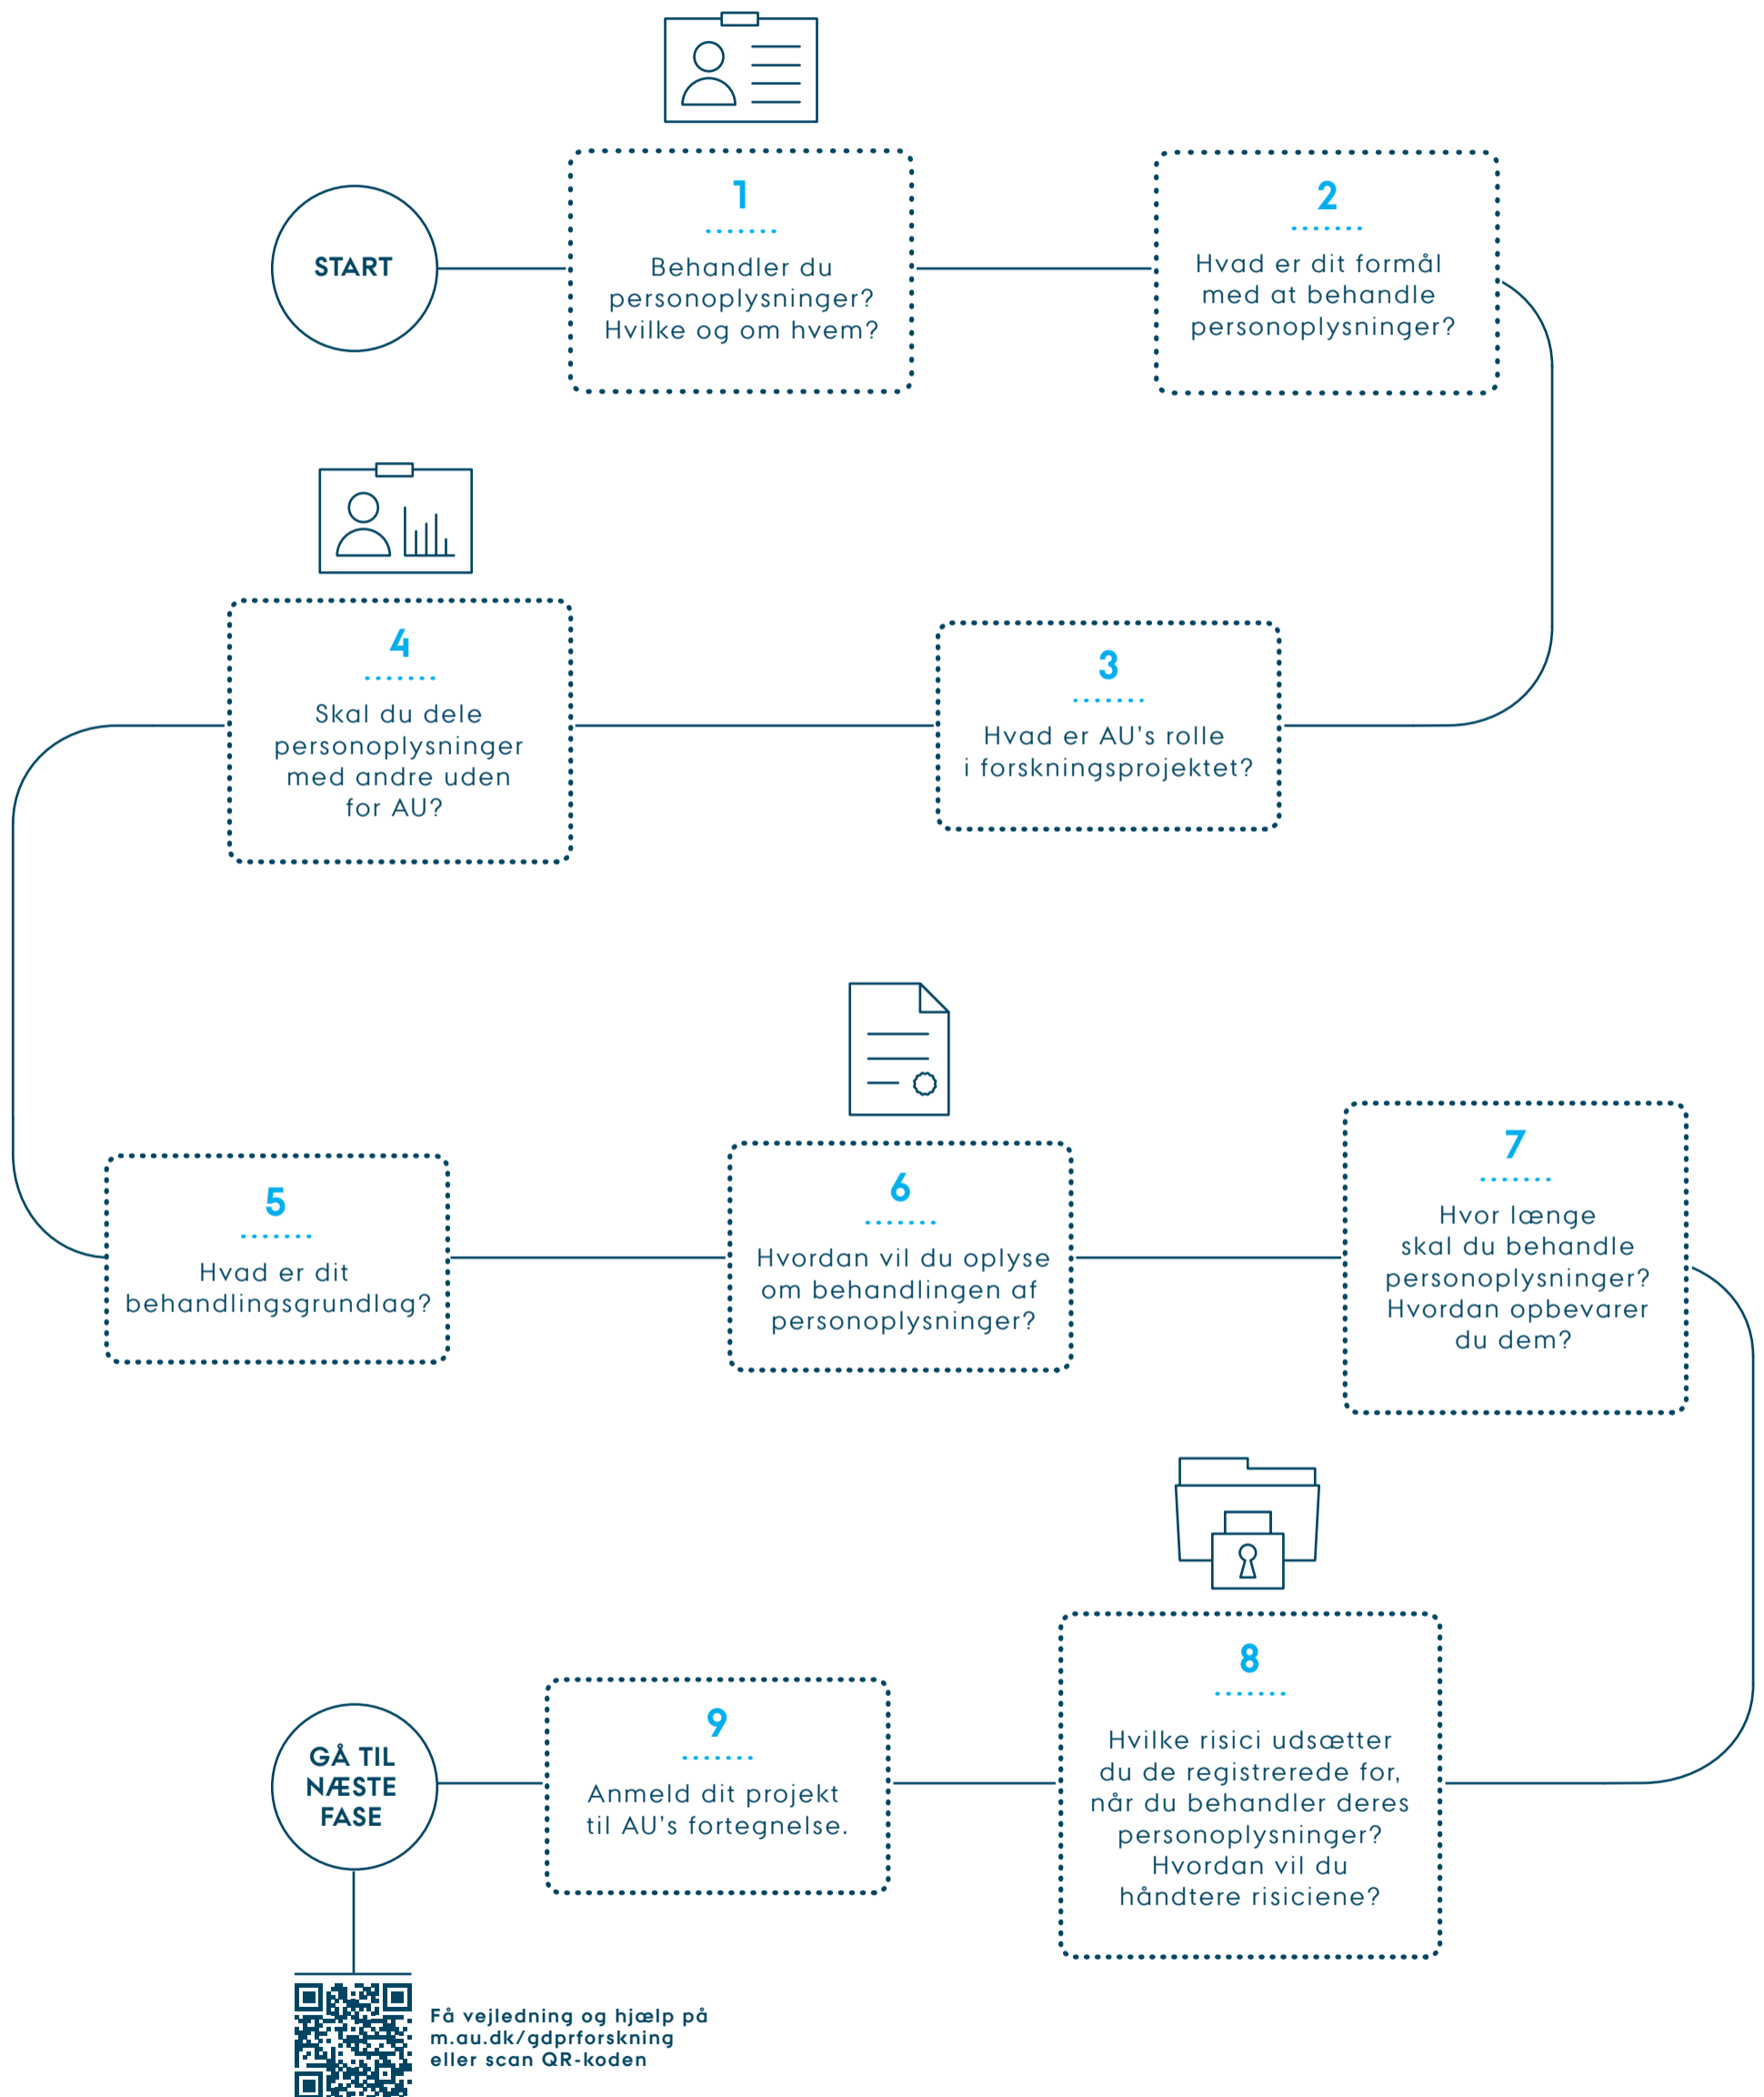 START
1
Behandler du
personoplysninger?
Hvilke og om hvem?
2
Hvad er dit formål
med at behandle
personoplysninger?
3
Hvad er AU's rolle
i forskningsprojektet?
4
Skal du dele
personoplysninger
med andre uden
for AU?
5
Hvad er dit
behandlingsgrundlag?
6
Hvordan vil du oplyse
om behandlingen af
personoplysninger?
7
Hvor længe
skal du behandle
personoplysninger?
Hvordan opbevarer
du dem?
8
Hvilke risici udsætter
du de registrerede for,
når du behandler deres
personoplysninger?
Hvordan vil du
håndtere risiciene?
9
Anmeld dit projekt
til AU's fortegnelse.
GÅ TIL
NÆSTE
FASE
Få vejledning og hjælp på
m.au.dk/gdprforskning
eller scan QR-koden